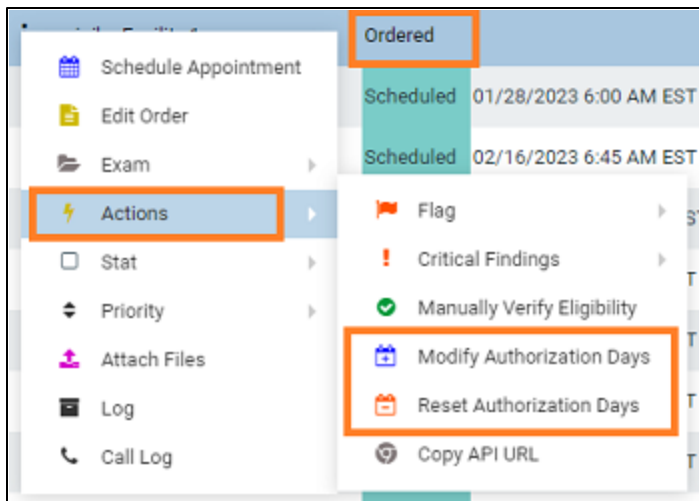 Ordered
Schedule Appointment
Scheduled 01/28/2023 6:00 AM EST
Edit Order
Exam
Scheduled 02/16/2023 6:45 AM EST
Actions
Flag
Stat
Critical Findings
Priority
Manually Verify Eligibility
Attach Files
Modify Authorization Days
Log
Reset Authorization Days
Call Log
Copy API URL